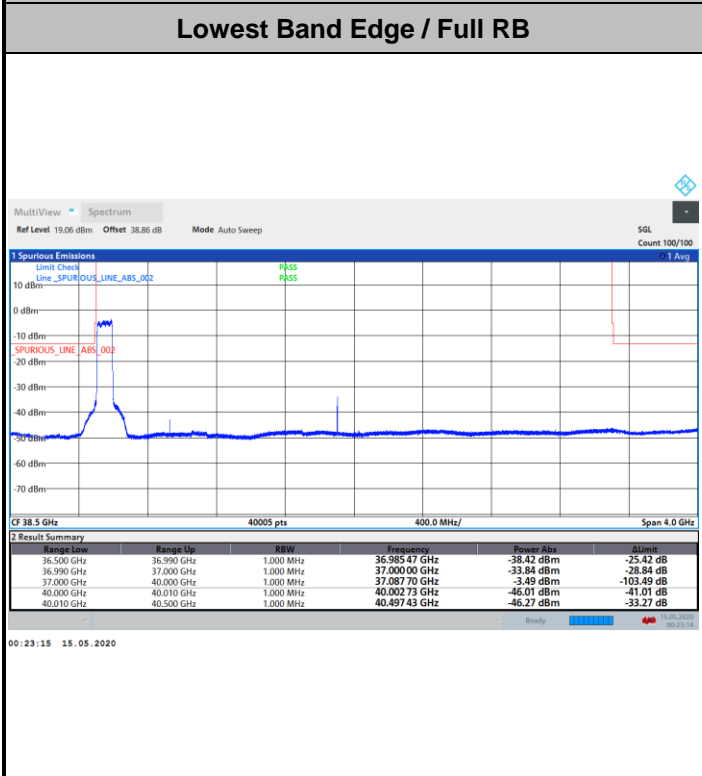 Lowest Band Edge / Full RB
MultiView Spectrum
Ref Level 19.06 dBm Offset 38.86 dB Mode Auto Sweep SGL
Count 100/100
1 Spurious Emissions 1 Avg
Limit Check PASS
Line _SPURIOUS_LINE_ABS_002 PASS
10 dBm
0 dBm
-10 dBm
_SPURIOUS_LINE_ABS_002
-20 dBm
-30 dBm
-40 dBm
-50 dBm
-60 dBm
-70 dBm
CF 38.5 GHz 40005 pts 400.0 MHz/ Span 4.0 GHz
2 Result Summary
Range Low Range Up RBW Frequency Power Abs ΔLimit
36.500 GHz 36.990 GHz 1.000 MHz 36.985 47 GHz -38.42 dBm -25.42 dB
36.990 GHz 37.000 GHz 1.000 MHz 37.000 00 GHz -33.84 dBm -28.84 dB
37.000 GHz 40.000 GHz 1.000 MHz 37.087 70 GHz -3.49 dBm -103.49 dB
40.000 GHz 40.010 GHz 1.000 MHz 40.002 73 GHz -46.01 dBm -41.01 dB
40.010 GHz 40.500 GHz 1.000 MHz 40.497 43 GHz -46.27 dBm -33.27 dB
Ready 15.05.2020
00:23:14
00:23:15 15.05.2020